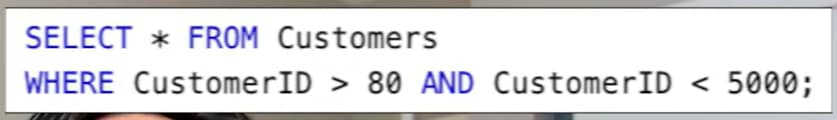 SELECT * FROM Customers
WHERE CustomerID > 80 AND CustomerID < 5000;